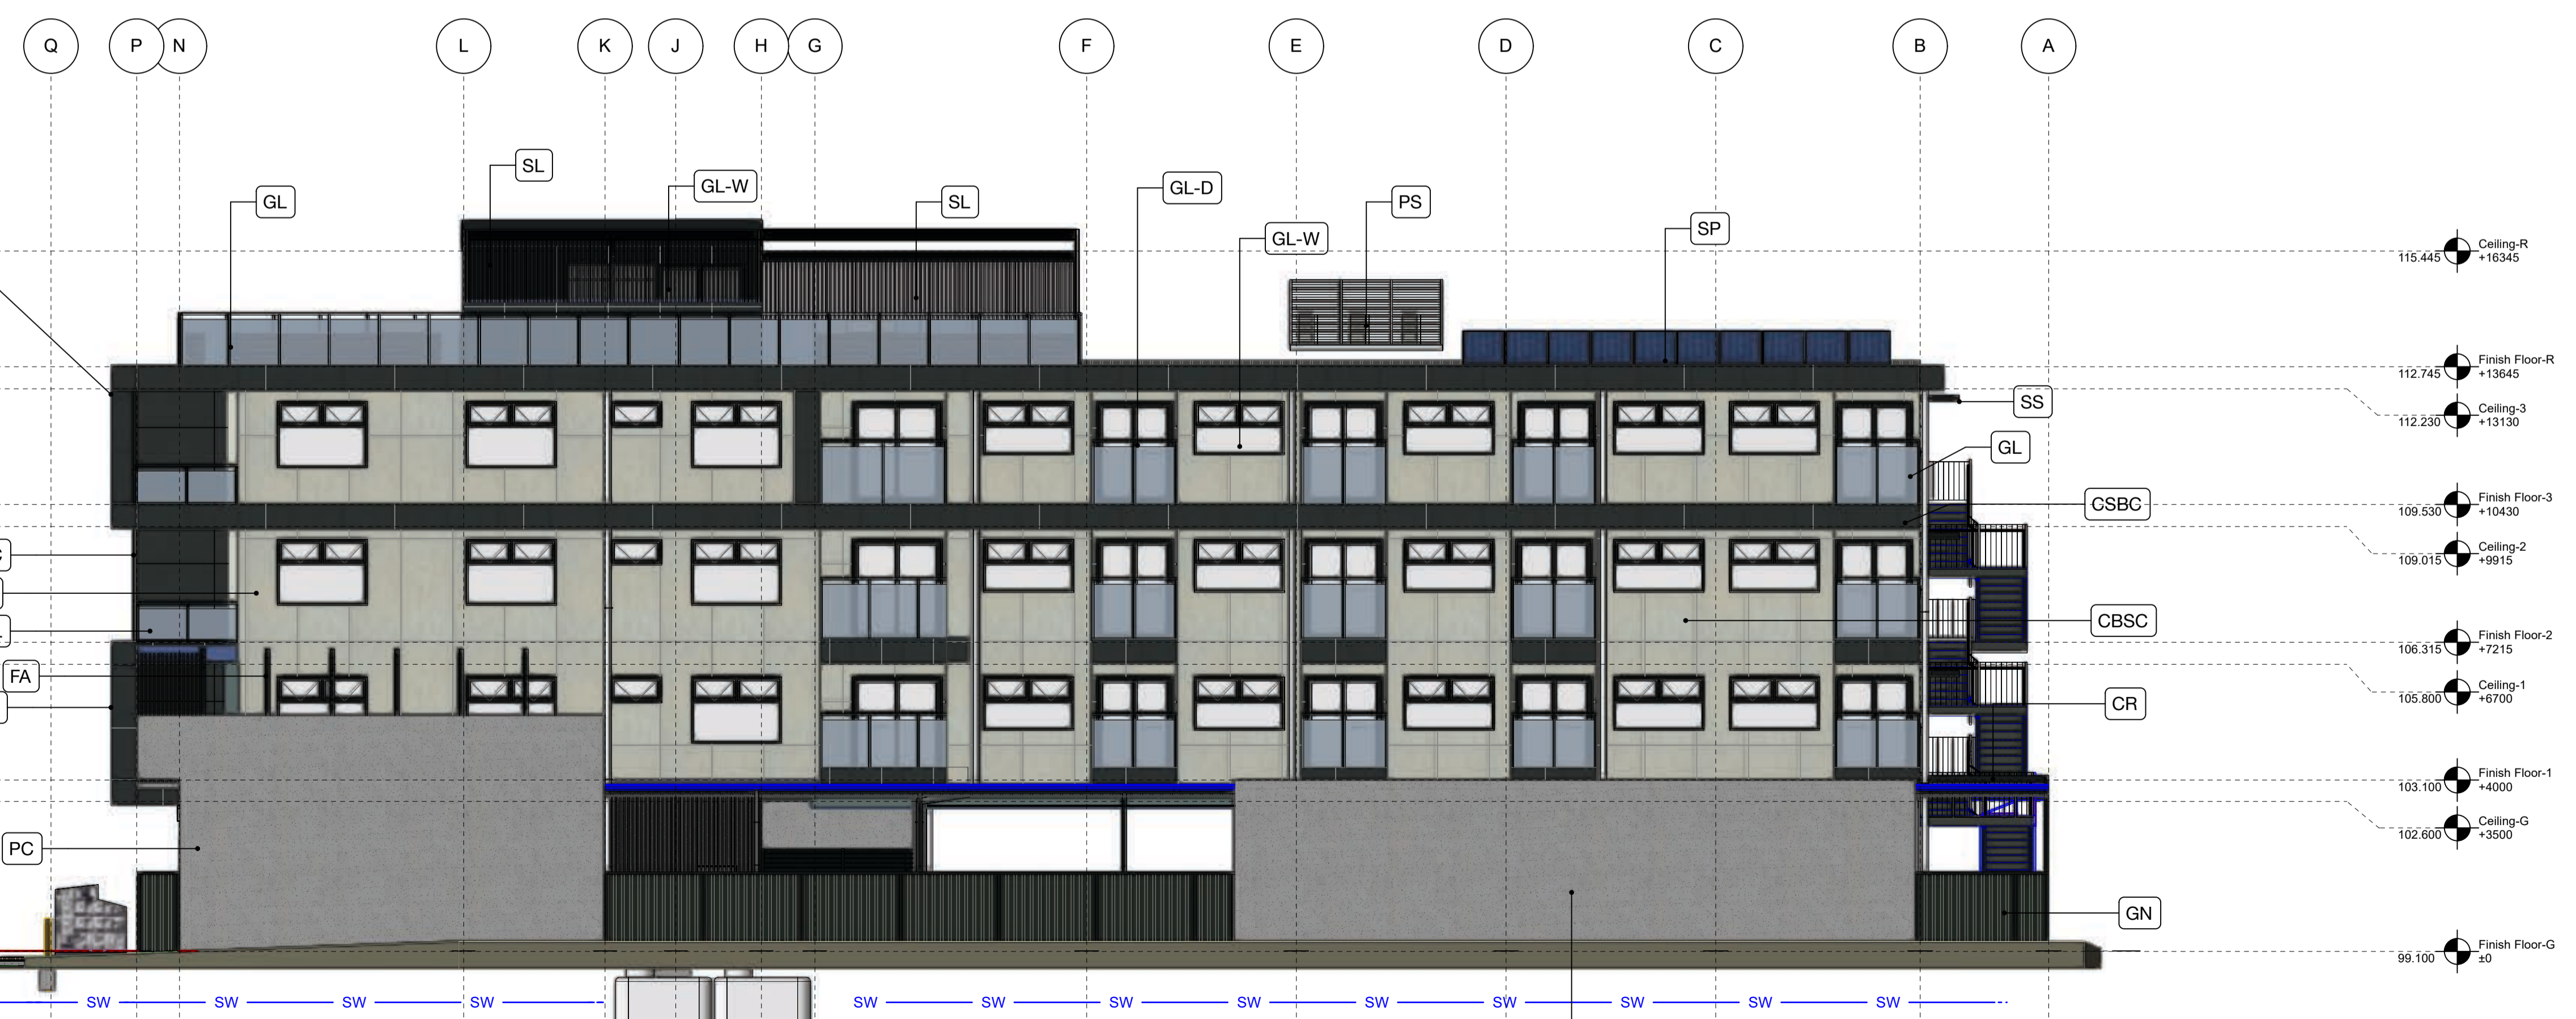 Q P N L K J H G F E D C B A
SL
GL-W
GL-D
GL
SL
PS
SP
GL-W
Ceiling-R
115.445 +16345
Finish Floor-R
112.745 +13645
SS
Ceiling-3
112.230 +13130
GL
CSBC
Finish Floor-3
109.530 +10430
Ceiling-2
109.015 +9915
CBSC
Finish Floor-2
106.315 +7215
FA
Ceiling-1
105.800 +6700
CR
Finish Floor-1
103.100 +4000
Ceiling-G
102.600 +3500
PC
GN
Finish Floor-G
99.100 ±0
SW SW SW SW SW SW SW SW SW SW SW SW SW